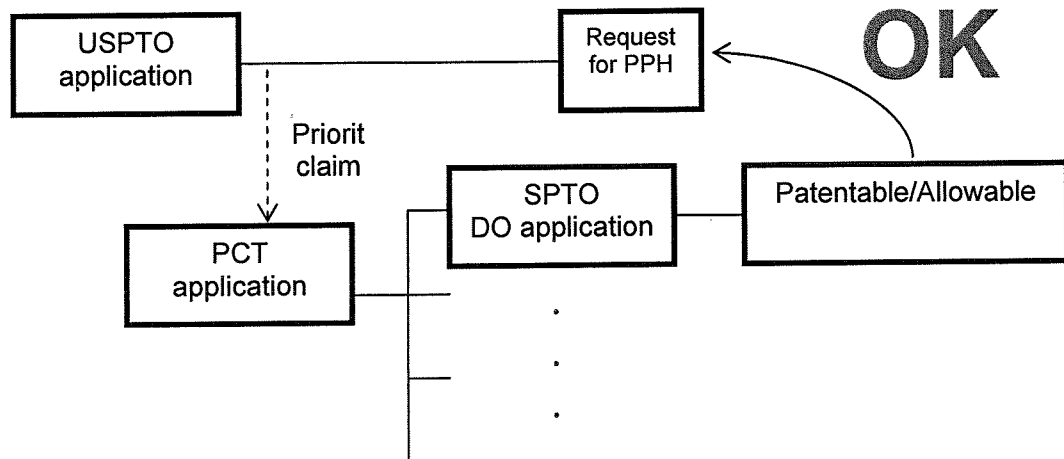 USPTO
application
Request
for PPH
OK
Priorit
claim
SPTO
DO application
Patentable/Allowable
PCT
application